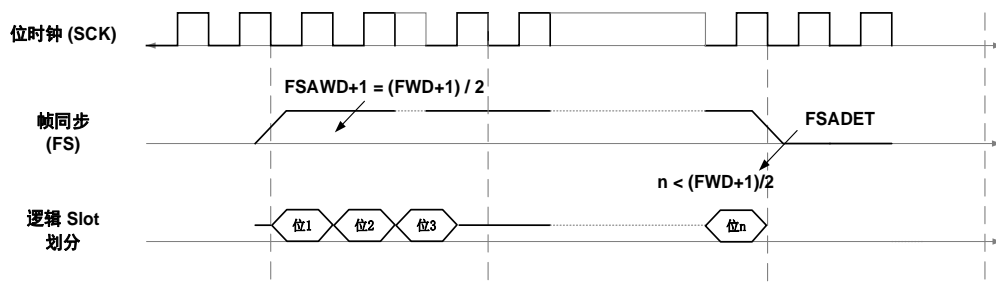 位时钟 (SCK)
FSAWD+1 = (FWD+1) / 2
帧同步
(FS)
FSADET
n < (FWD+1)/2
逻辑 Slot
划分
位1
位2
位3
位n